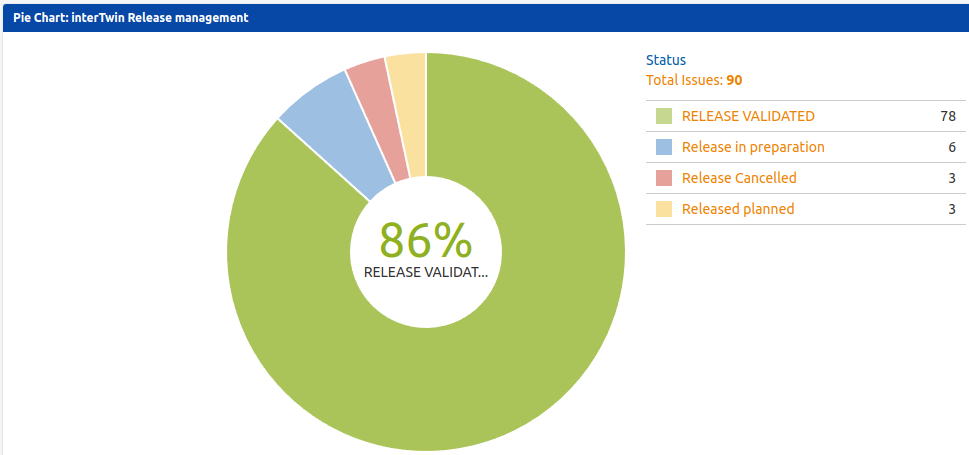 Pie Chart: interTwin Release management
86%
RELEASE VALIDAT...
Status
Total Issues: 90
RELEASE VALIDATED 78
Release in preparation 6
Release Cancelled 3
Released planned 3